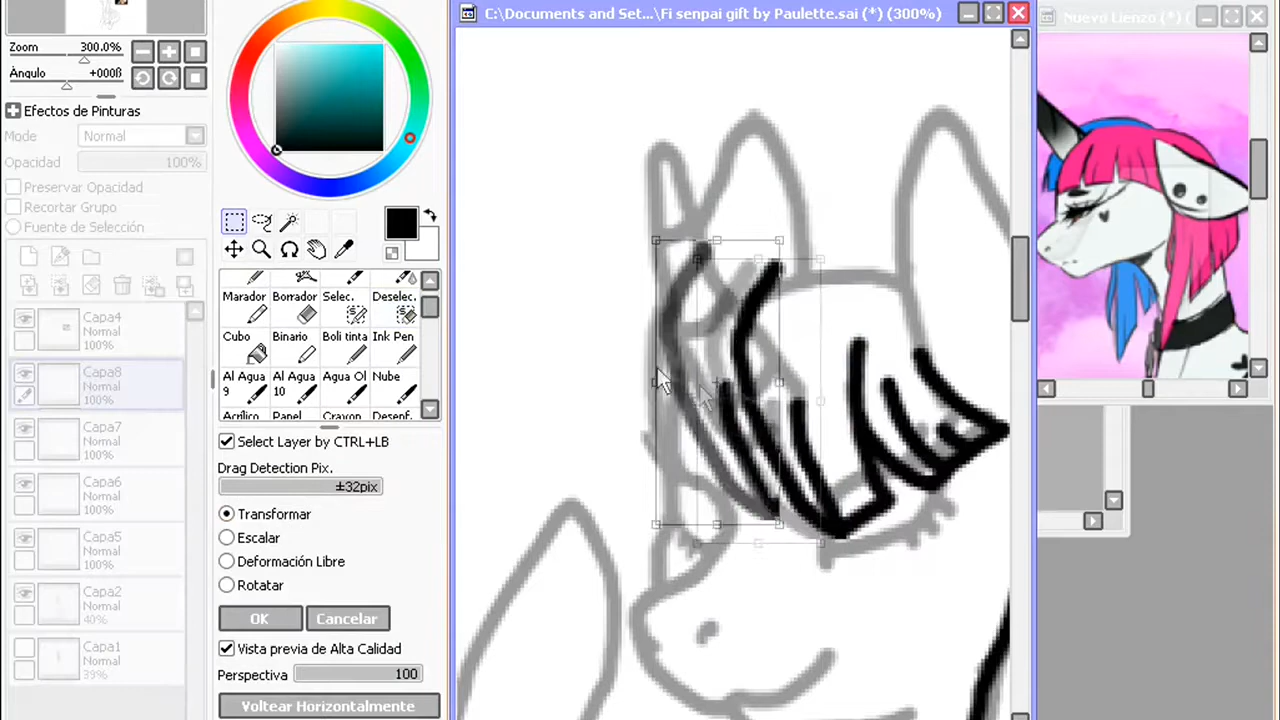 C:\Documents and Set...\Fi senpai gift by Paulette.sai (*) (300%)
Nuevo Lienzo (*) (
Zoom 300.0%
Àngulo +000ß
Efectos de Pinturas
Mode Normal
Opacidad 100%
Preservar Opacidad
Recortar Grupo
Fuente de Selección
Capa4
Normal
100%
Capa8
Normal
100%
Capa7
Normal
100%
Capa6
Normal
100%
Capa5
Normal
100%
Capa2
Normal
40%
Capa1
Normal
39%
Marador Borrador Selec. Deselec.
Cubo Binario Boli tinta Ink Pen
Al Agua 9 Al Agua 10 Agua Ol Nube
Acrílico Panel Crayon Desenf.
Select Layer by CTRL+LB
Drag Detection Pix.
±32pix
Transformar
Escalar
Deformación Libre
Rotatar
OK Cancelar
Vista previa de Alta Calidad
Perspectiva 100
Voltear Horizontalmente